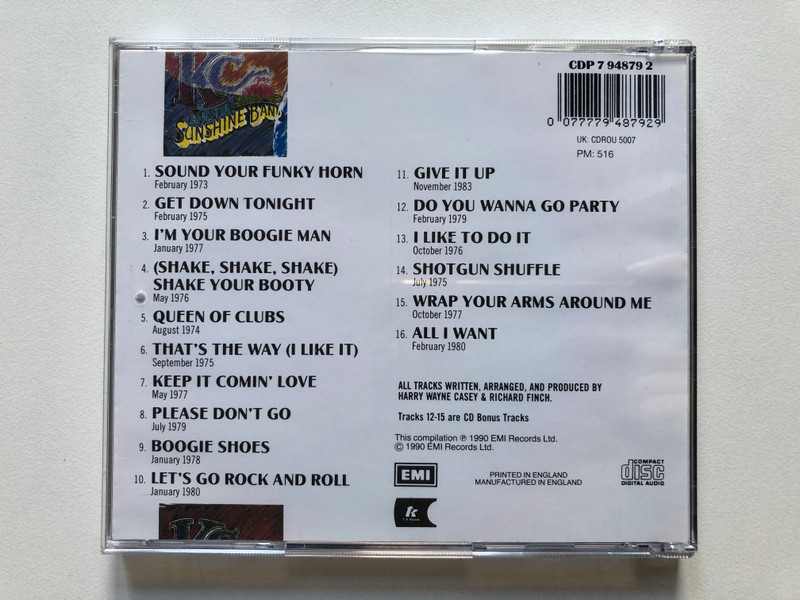 KC
SUNSHINE BAND
CDP 7 94879 2
0 077779 487929
UK: CDROU 5007
PM: 516
1. SOUND YOUR FUNKY HORN
February 1973
2. GET DOWN TONIGHT
February 1975
3. I'M YOUR BOOGIE MAN
January 1977
4. (SHAKE, SHAKE, SHAKE)
SHAKE YOUR BOOTY
May 1976
5. QUEEN OF CLUBS
August 1974
6. THAT'S THE WAY (I LIKE IT)
September 1975
7. KEEP IT COMIN' LOVE
May 1977
8. PLEASE DON'T GO
July 1979
9. BOOGIE SHOES
January 1978
10. LET'S GO ROCK AND ROLL
January 1980
11. GIVE IT UP
November 1983
12. DO YOU WANNA GO PARTY
February 1979
13. I LIKE TO DO IT
October 1976
14. SHOTGUN SHUFFLE
July 1975
15. WRAP YOUR ARMS AROUND ME
October 1977
16. ALL I WANT
February 1980
ALL TRACKS WRITTEN, ARRANGED, AND PRODUCED BY
HARRY WAYNE CASEY & RICHARD FINCH.
Tracks 12-15 are CD Bonus Tracks
This compilation ℗ 1990 EMI Records Ltd.
© 1990 EMI Records Ltd.
EMI
PRINTED IN ENGLAND
MANUFACTURED IN ENGLAND
COMPACT
disc
DIGITAL AUDIO
KC